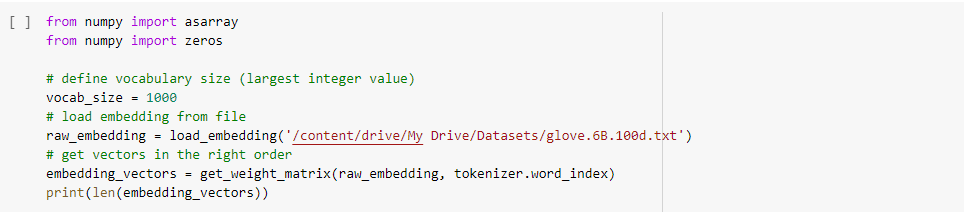 [ ] from numpy import asarray
from numpy import zeros

# define vocabulary size (largest integer value)
vocab_size = 1000
# load embedding from file
raw_embedding = load_embedding('/content/drive/My Drive/Datasets/glove.6B.100d.txt')
# get vectors in the right order
embedding_vectors = get_weight_matrix(raw_embedding, tokenizer.word_index)
print(len(embedding_vectors))